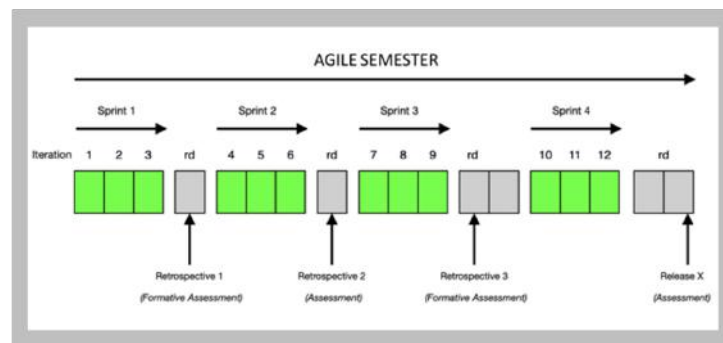 AGILE SEMESTER
Sprint 1 Sprint 2 Sprint 3 Sprint 4
Iteration 1 2 3 rd 4 5 6 rd 7 8 9 rd 10 11 12 rd
Retrospective 1 Retrospective 2 Retrospective 3 Release X
(Formative Assessment) (Assessment) (Formative Assessment) (Assessment)